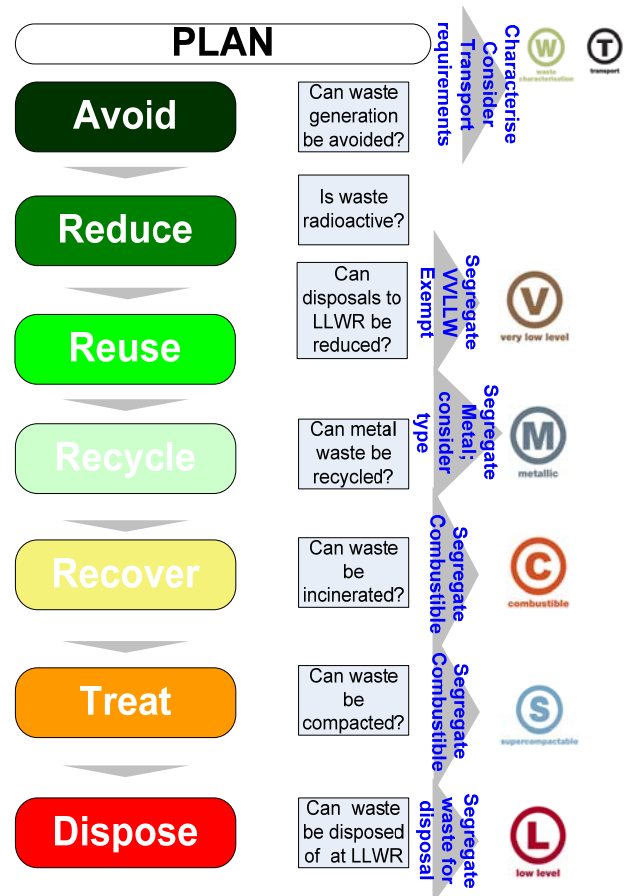 PLAN
Characterise
Consider
Transport
requirements
W
waste
characterisation
T
transport
Avoid
Can waste
generation
be avoided?
Reduce
Is waste
radioactive?
Can
disposals to
LLWR be
reduced?
Segregate
VVLLW
Exempt
V
very low level
Reuse
Recycle
Can metal
waste be
recycled?
Segregate
Metal;
consider
type
M
metallic
Recover
Can waste
be
incinerated?
Segregate
Combustible
C
combustible
Treat
Can waste
be
compacted?
Segregate
Combustible
S
supercompactable
Dispose
Can waste
be disposed
of at LLWR
Segregate
waste for
disposal
L
low level